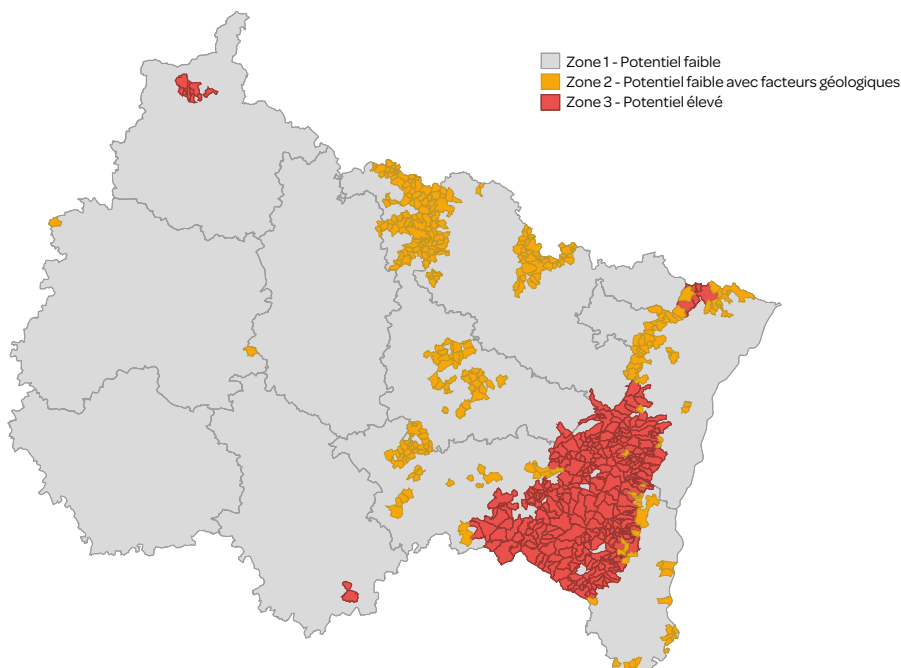 Zone 1 - Potentiel faible
Zone 2 - Potentiel faible avec facteurs géologiques
Zone 3 - Potentiel élevé